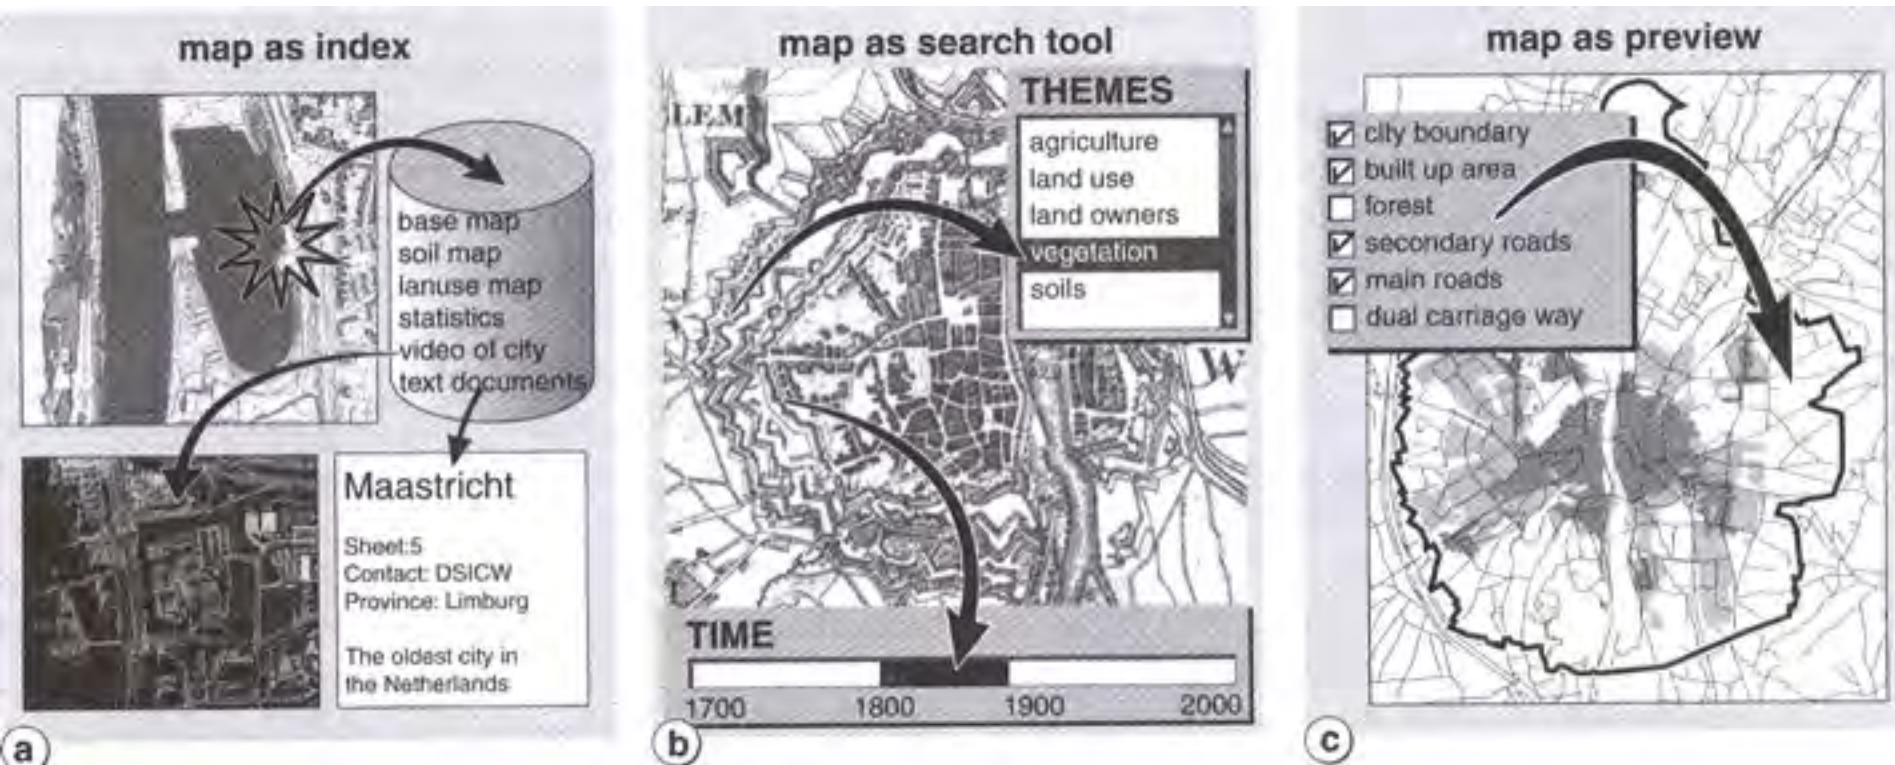 map as index
base map
soil map
lanuse map
statistics
video of city
text documents
Maastricht
Sheet:5
Contact: DSICW
Province: Limburg
The oldest city in
the Netherlands
a
map as search tool
LEM
THEMES
agriculture
land use
land owners
vegetation
soils
W
TIME
1700 1800 1900 2000
b
map as preview
city boundary
built up area
forest
secondary roads
main roads
dual carriage way
c